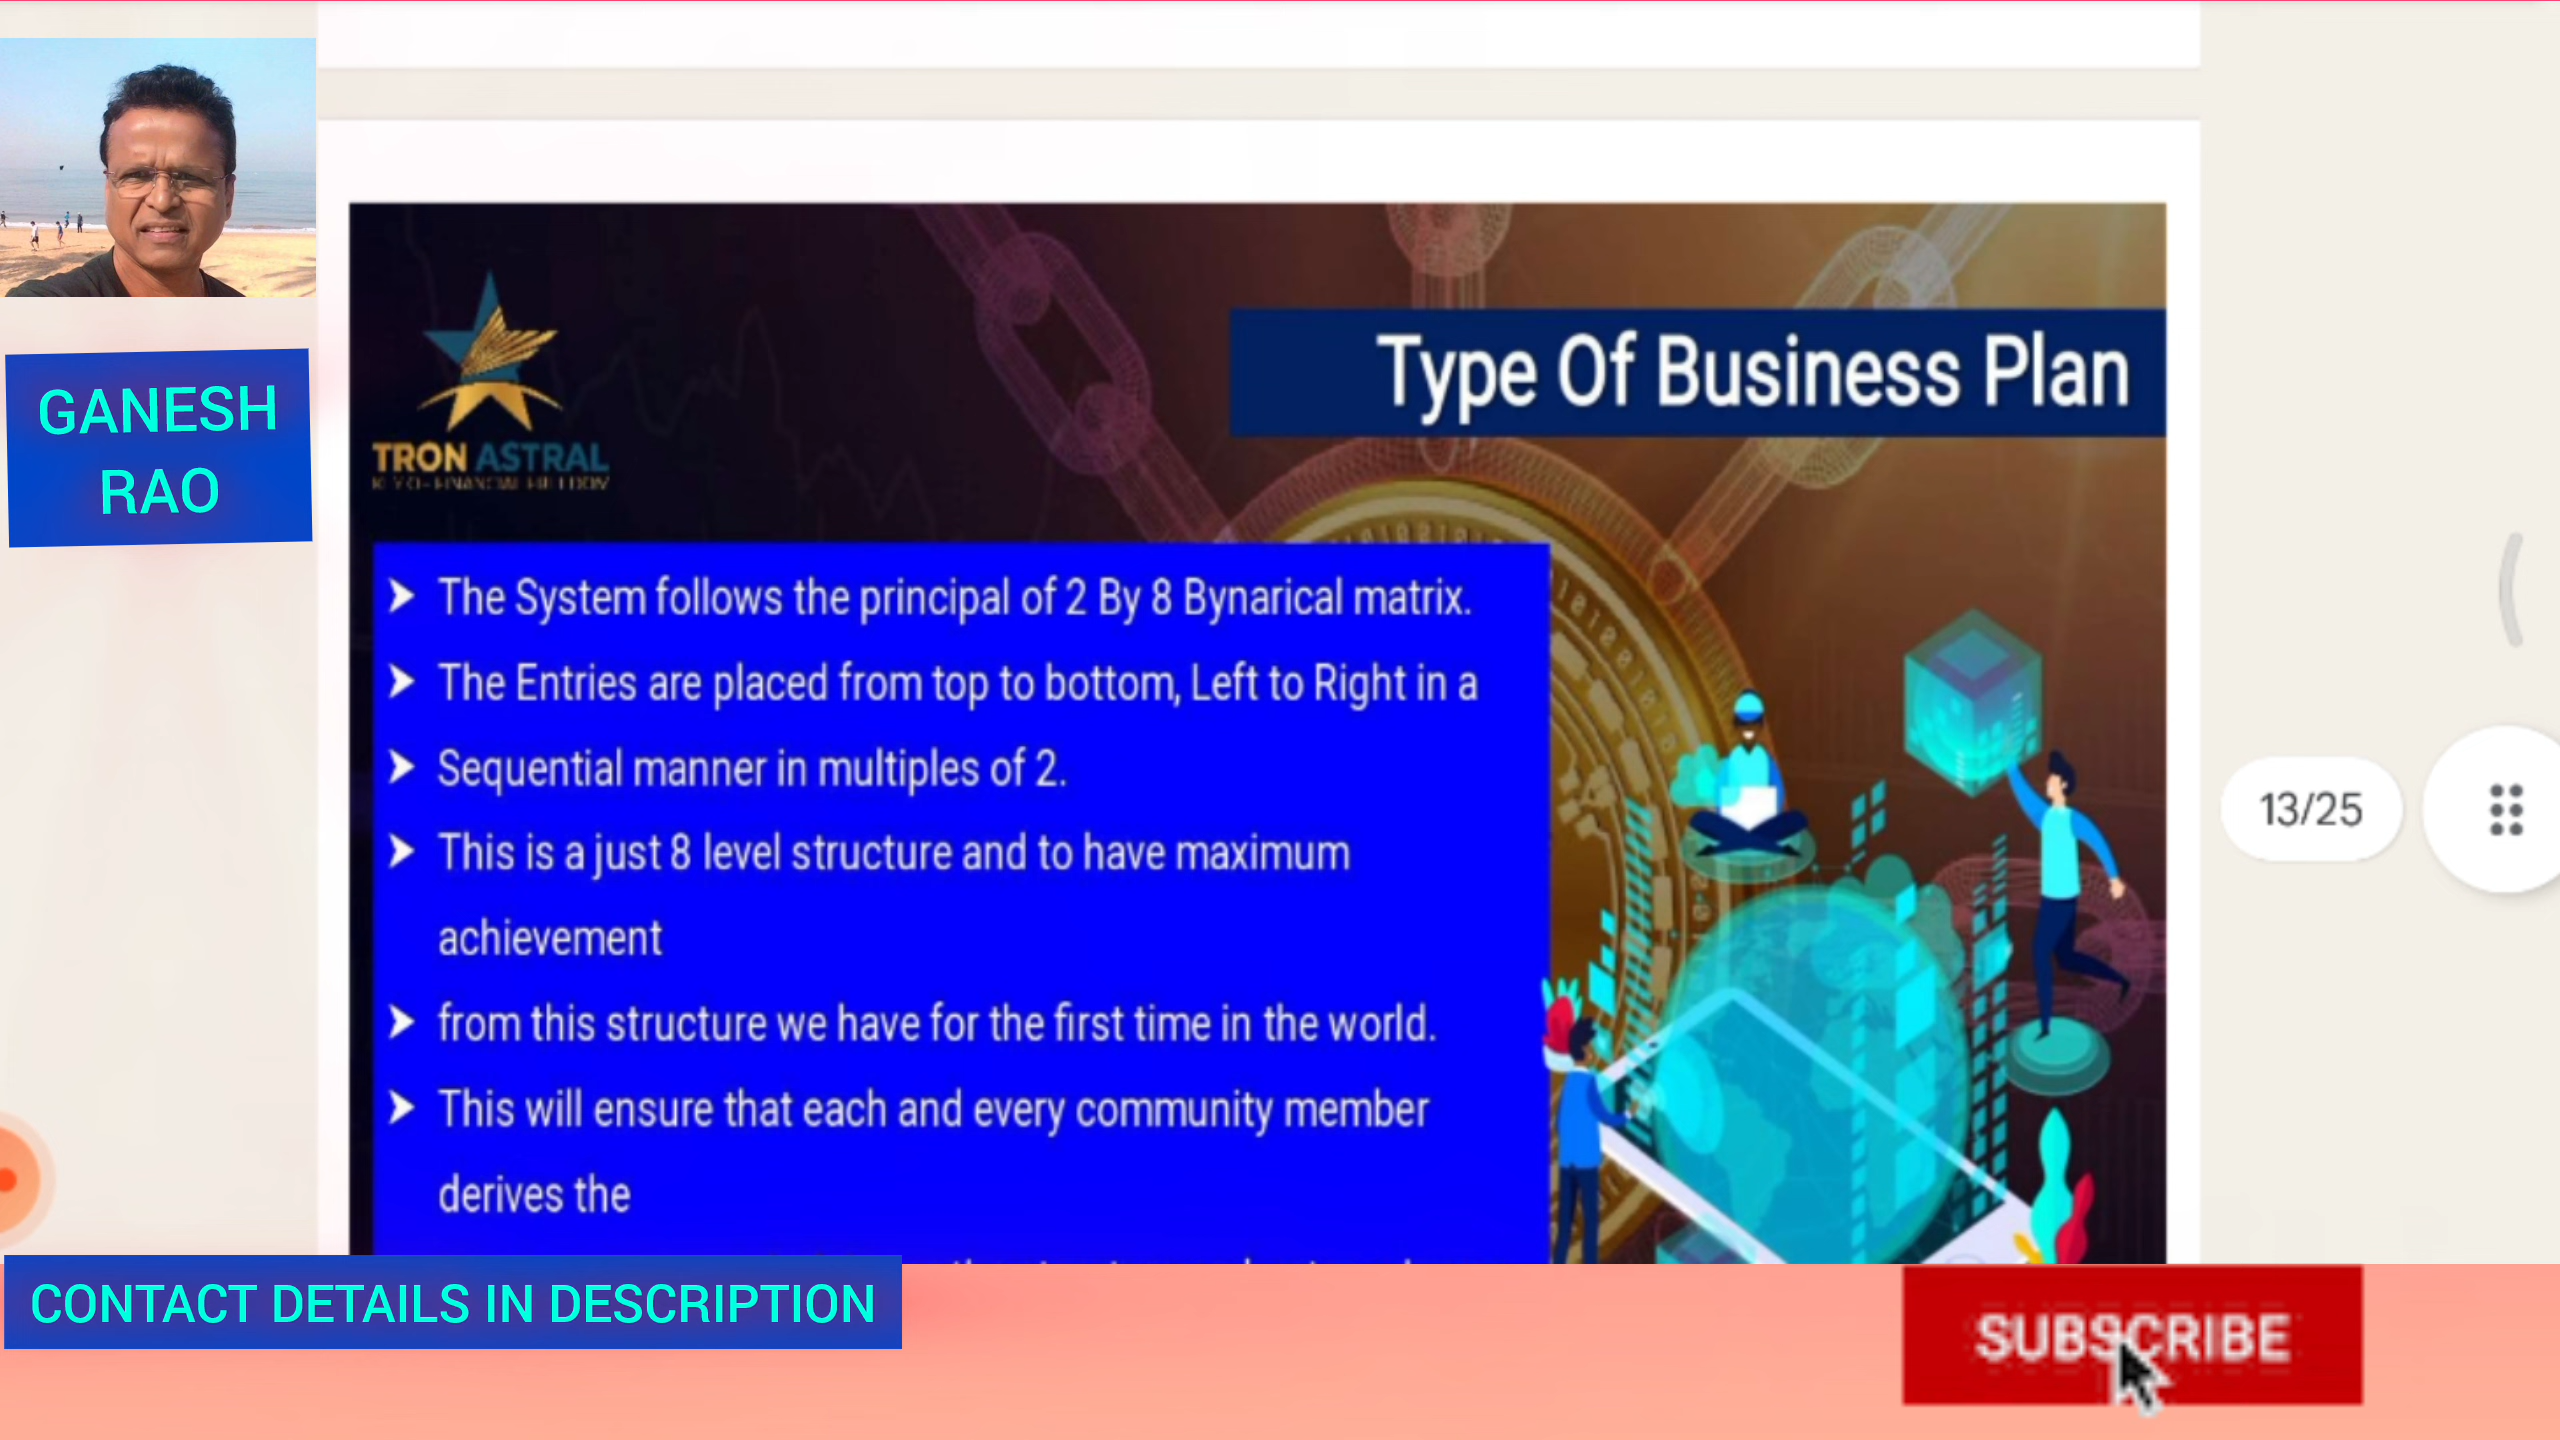 GANESH
RAO
TRON ASTRAL
Type Of Business Plan
The System follows the principal of 2 By 8 Bynarical matrix.
The Entries are placed from top to bottom, Left to Right in a
Sequential manner in multiples of 2.
This is a just 8 level structure and to have maximum
achievement
from this structure we have for the first time in the world.
This will ensure that each and every community member
derives the
13/25
CONTACT DETAILS IN DESCRIPTION
SUBSCRIBE